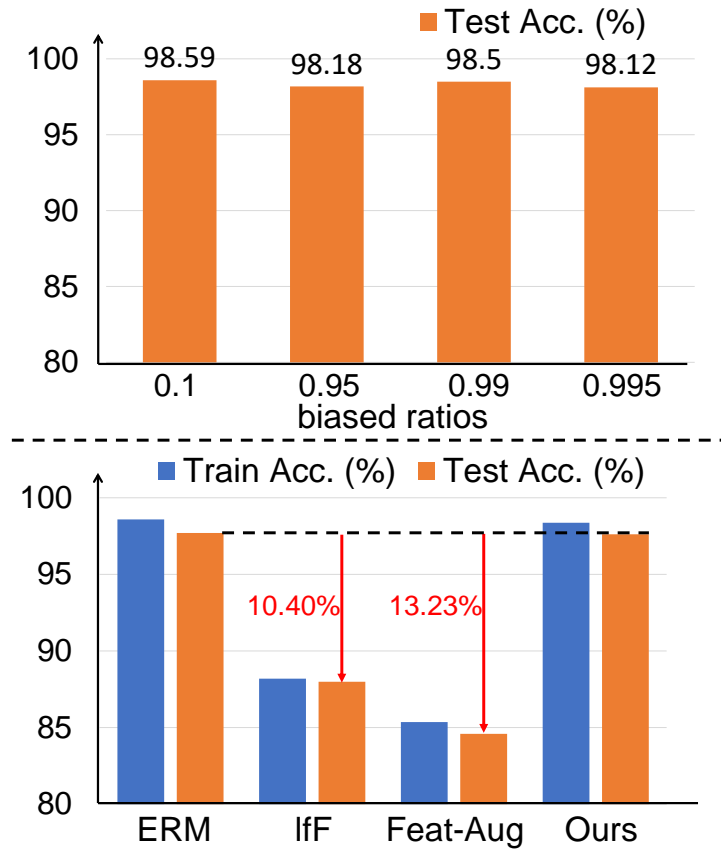 Test Acc. (%)
100
98.59
98.18
98.5
98.12
95
90
85
80
0.1
0.95
0.99
0.995
biased ratios
Train Acc. (%)
Test Acc. (%)
100
95
10.40%
13.23%
90
85
80
ERM
lfF
Feat-Aug
Ours